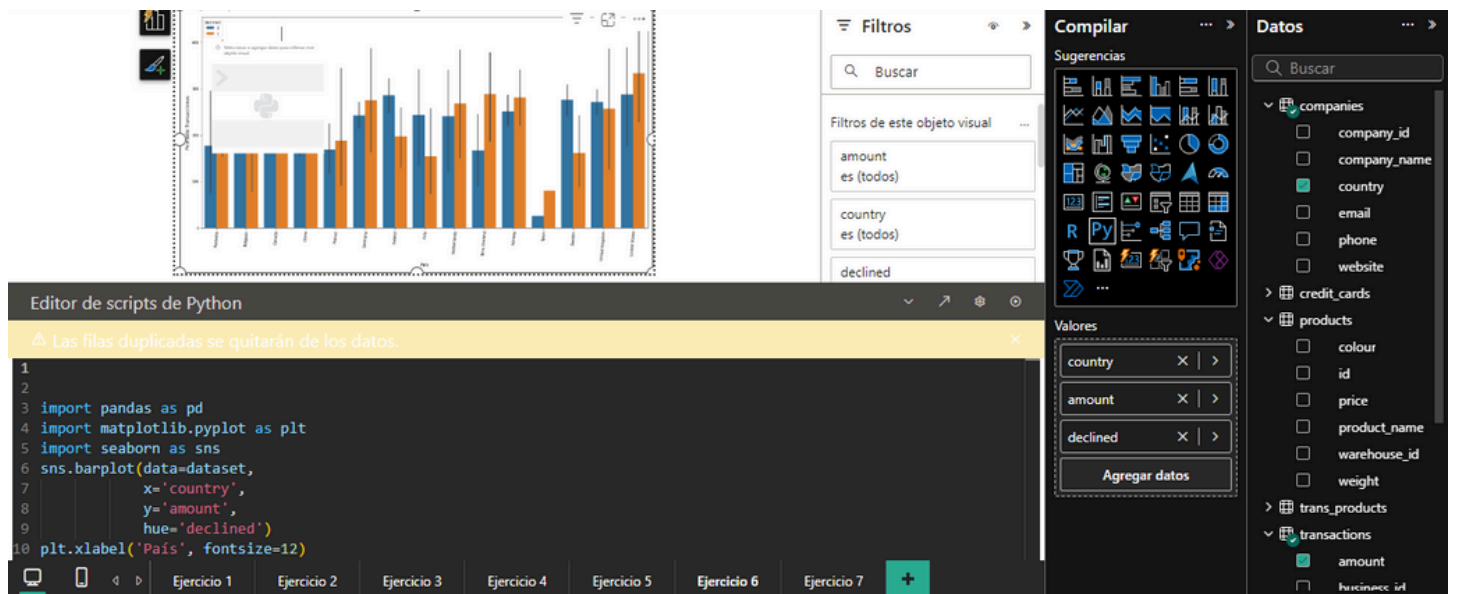 Filtros
Buscar
Filtros de este objeto visual
amount
es (todos)
country
es (todos)
declined
Compilar
Sugerencias
123
R
Py
123
Valores
country
amount
declined
Agregar datos
Datos
Buscar
companies
company_id
company_name
country
email
phone
website
credit_cards
products
colour
id
price
product_name
warehouse_id
weight
trans_products
transactions
amount
business_id
Editor de scripts de Python
Las filas duplicadas se quitarán de los datos.
1
2
3 import pandas as pd
4 import matplotlib.pyplot as plt
5 import seaborn as sns
6 sns.barplot(data=dataset,
7 x='country',
8 y='amount',
9 hue='declined')
10 plt.xlabel('País', fontsize=12)
Ejercicio 1
Ejercicio 2
Ejercicio 3
Ejercicio 4
Ejercicio 5
Ejercicio 6
Ejercicio 7
+